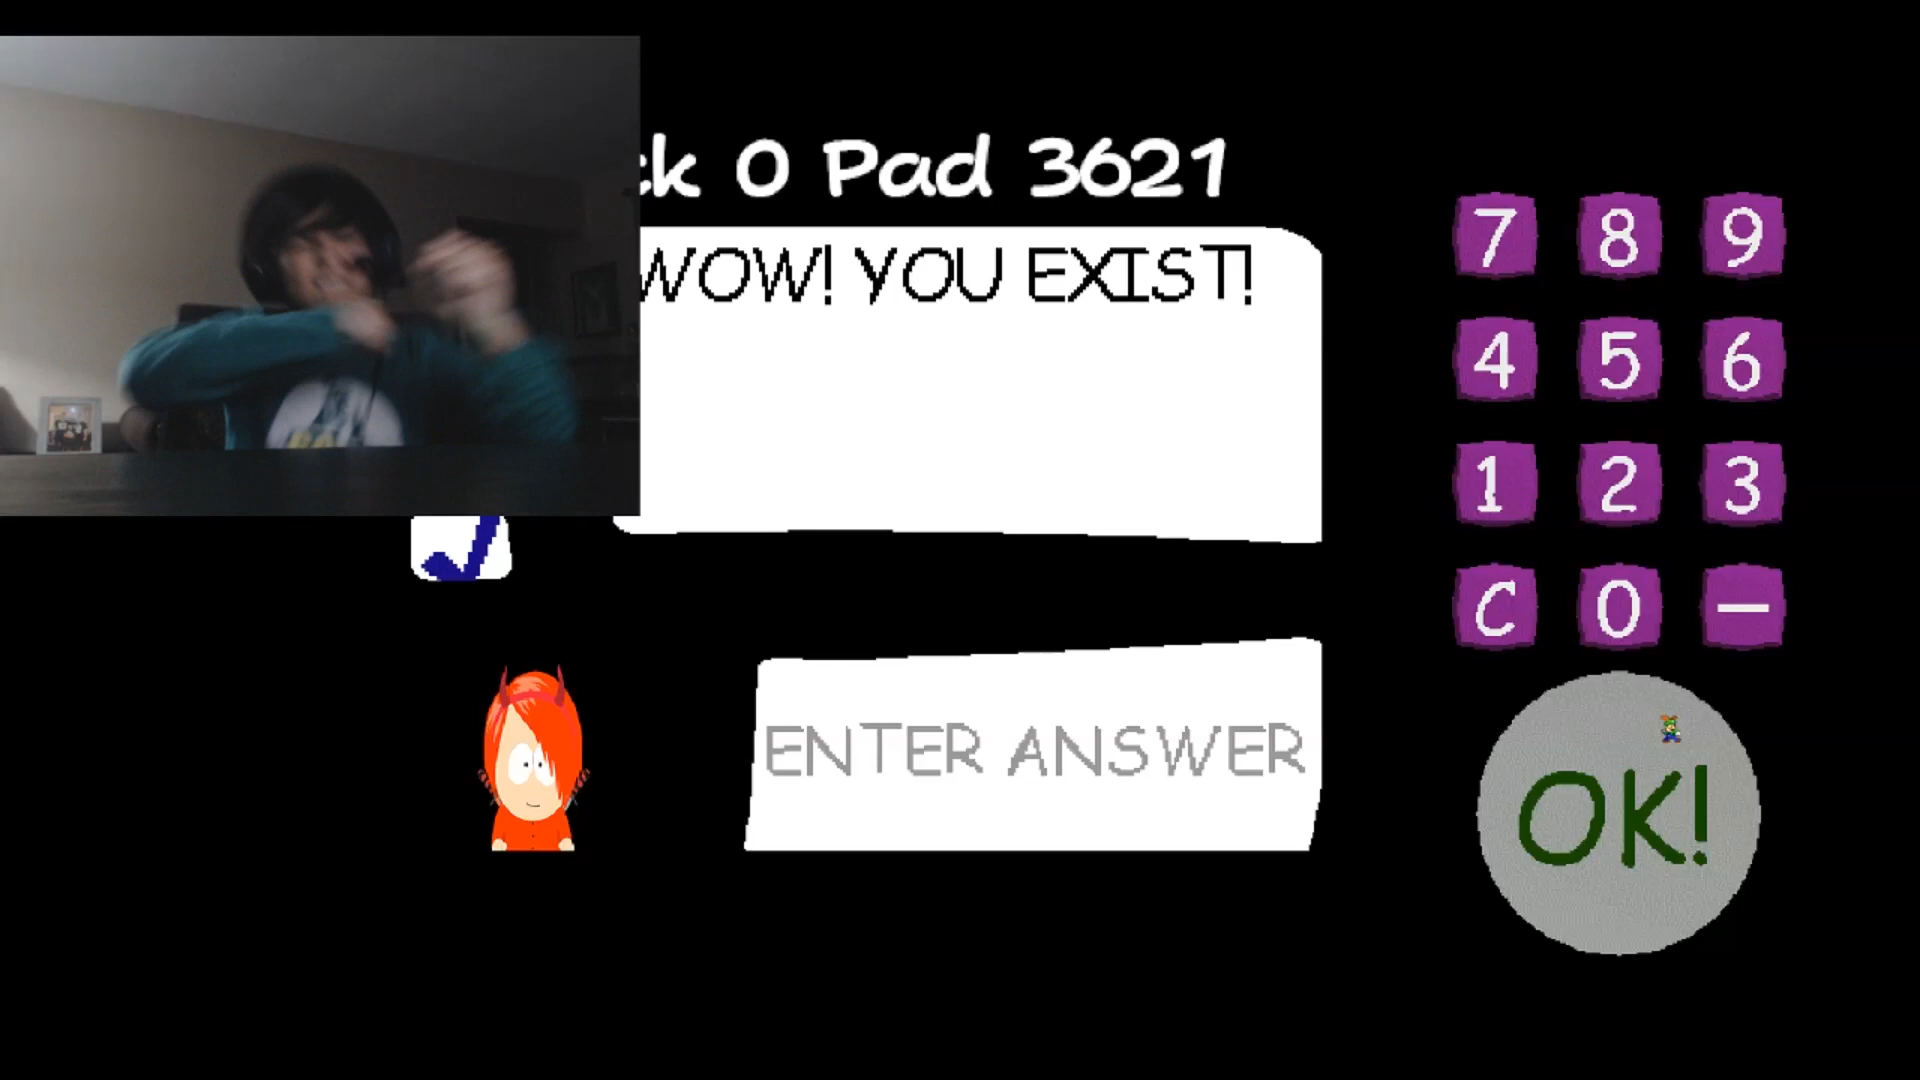 ck 0 Pad 3621
WOW! YOU EXIST!
7 8 9
4 5 6
1 2 3
C 0 —
ENTER ANSWER
OK!